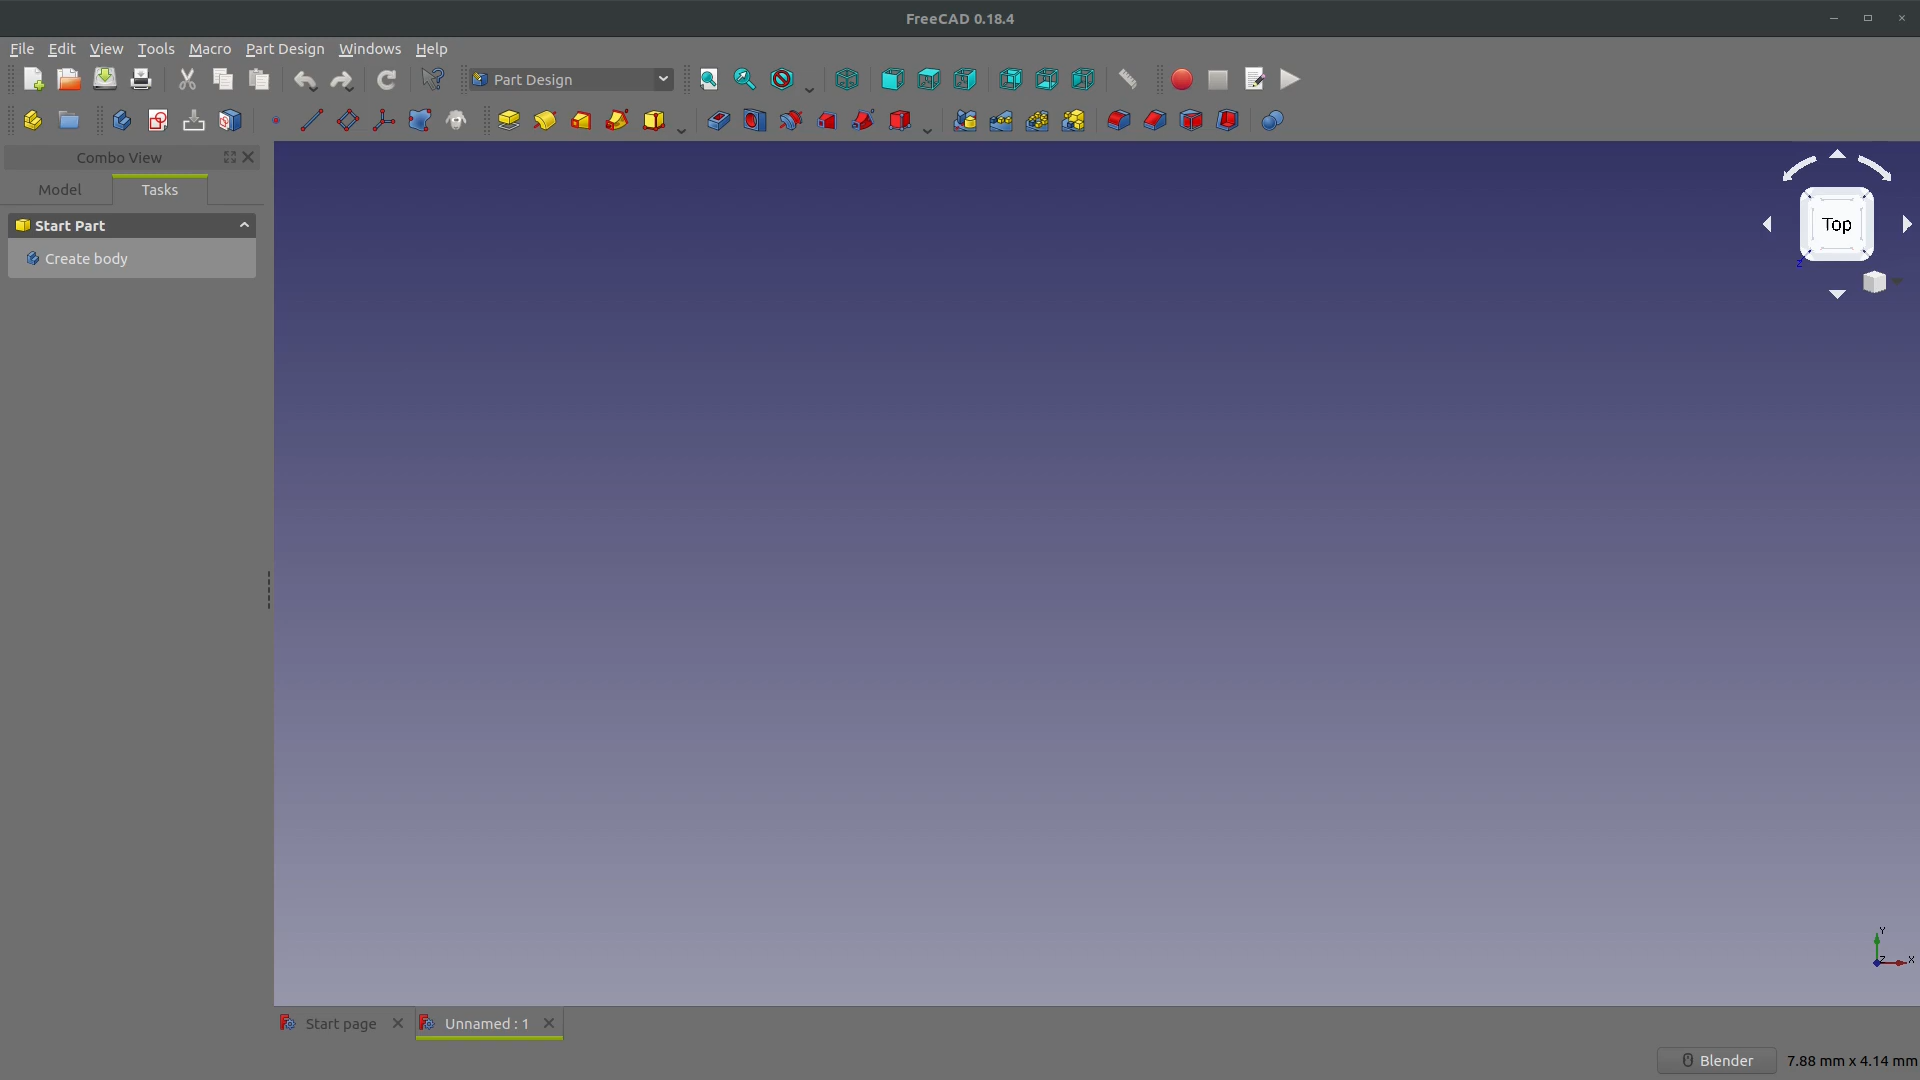 FreeCAD 0.18.4
File Edit View Tools Macro Part Design Windows Help
Part Design
Combo View
Model Tasks
Start Part
Create body
Top
Z
Y
Z X
Start page Unnamed : 1
Blender 7.88 mm x 4.14 mm